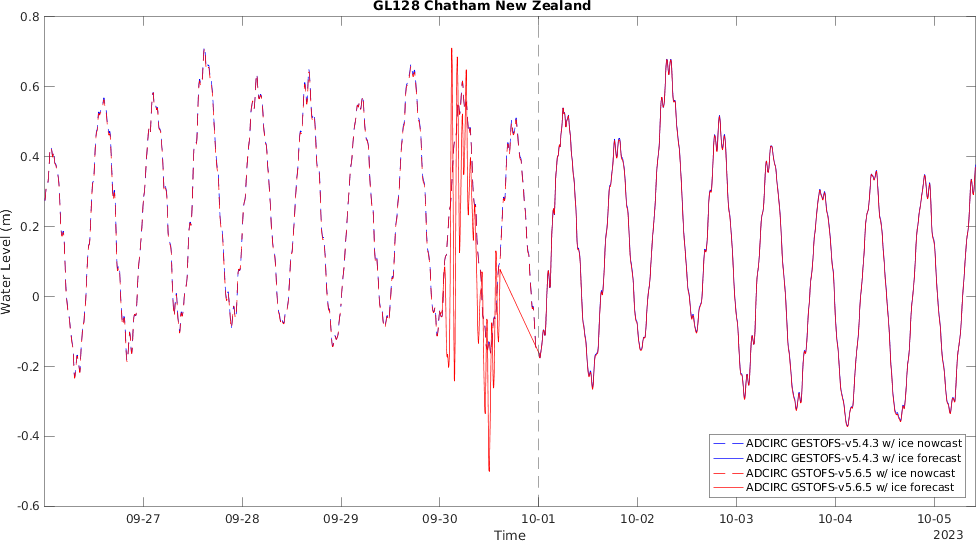 GL128 Chatham New Zealand
0.8
0.6
0.4
0.2
0
-0.2
-0.4
-0.6
Water Level (m)
ADCIRC GESTOFS-v5.4.3 w/ ice nowcast
ADCIRC GESTOFS-v5.4.3 w/ ice forecast
ADCIRC GSTOFS-v5.6.5 w/ ice nowcast
ADCIRC GSTOFS-v5.6.5 w/ ice forecast
09-27 09-28 09-29 09-30 10-01 10-02 10-03 10-04 10-05
Time 2023